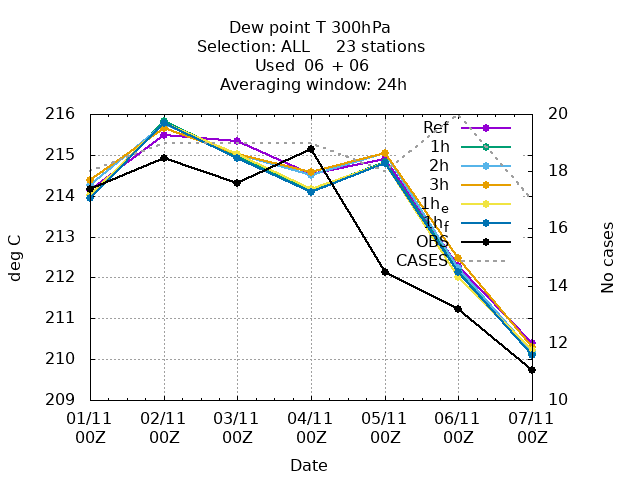 Dew point T 300hPa
Selection: ALL 23 stations
Used 06 + 06
Averaging window: 24h
216
215
214
213
212
211
210
209
deg C
20
18
16
14
12
10
No cases
Ref
1h
2h
3h
1he
1hf
OBS
CASES
01/11 02/11 03/11 04/11 05/11 06/11 07/11
00Z 00Z 00Z 00Z 00Z 00Z 00Z
Date